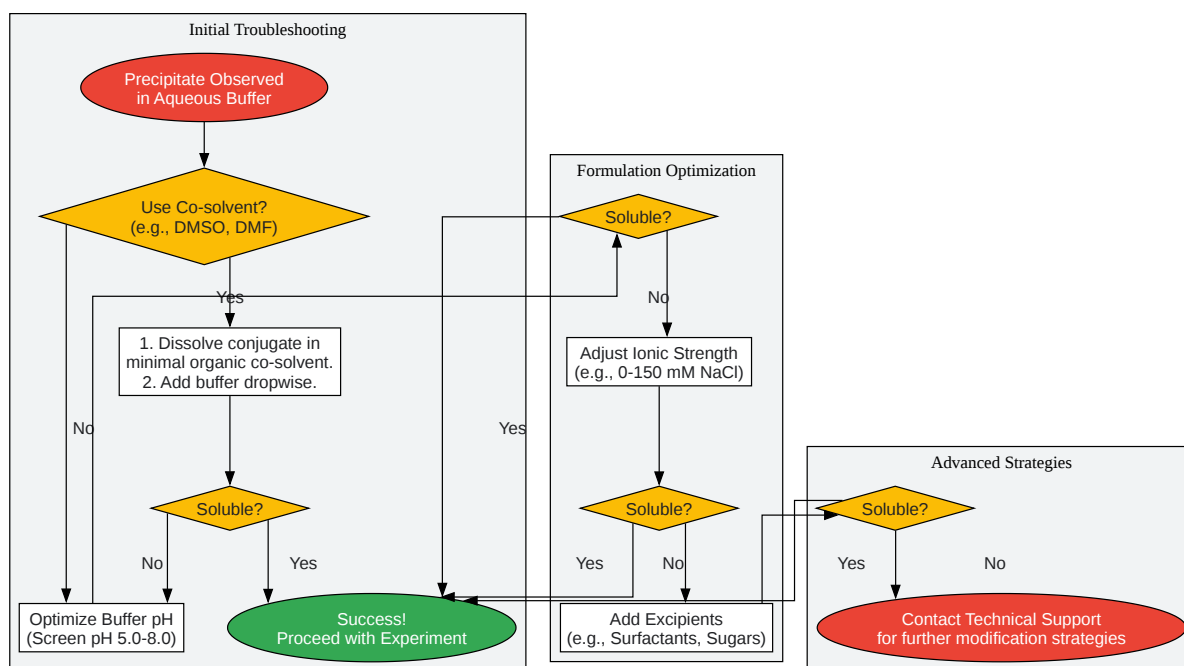 Initial Troubleshooting
Precipitate Observed
in Aqueous Buffer
Use Co-solvent?
(e.g., DMSO, DMF)
Yes
1. Dissolve conjugate in
minimal organic co-solvent.
2. Add buffer dropwise.
No
Soluble?
No
Yes
Optimize Buffer pH
(Screen pH 5.0-8.0)
Success!
Proceed with Experiment
Formulation Optimization
Soluble?
No
Adjust Ionic Strength
(e.g., 0-150 mM NaCl)
Yes
Soluble?
Yes
No
Add Excipients
(e.g., Surfactants, Sugars)
Advanced Strategies
Soluble?
Yes
No
Contact Technical Support
for further modification strategies